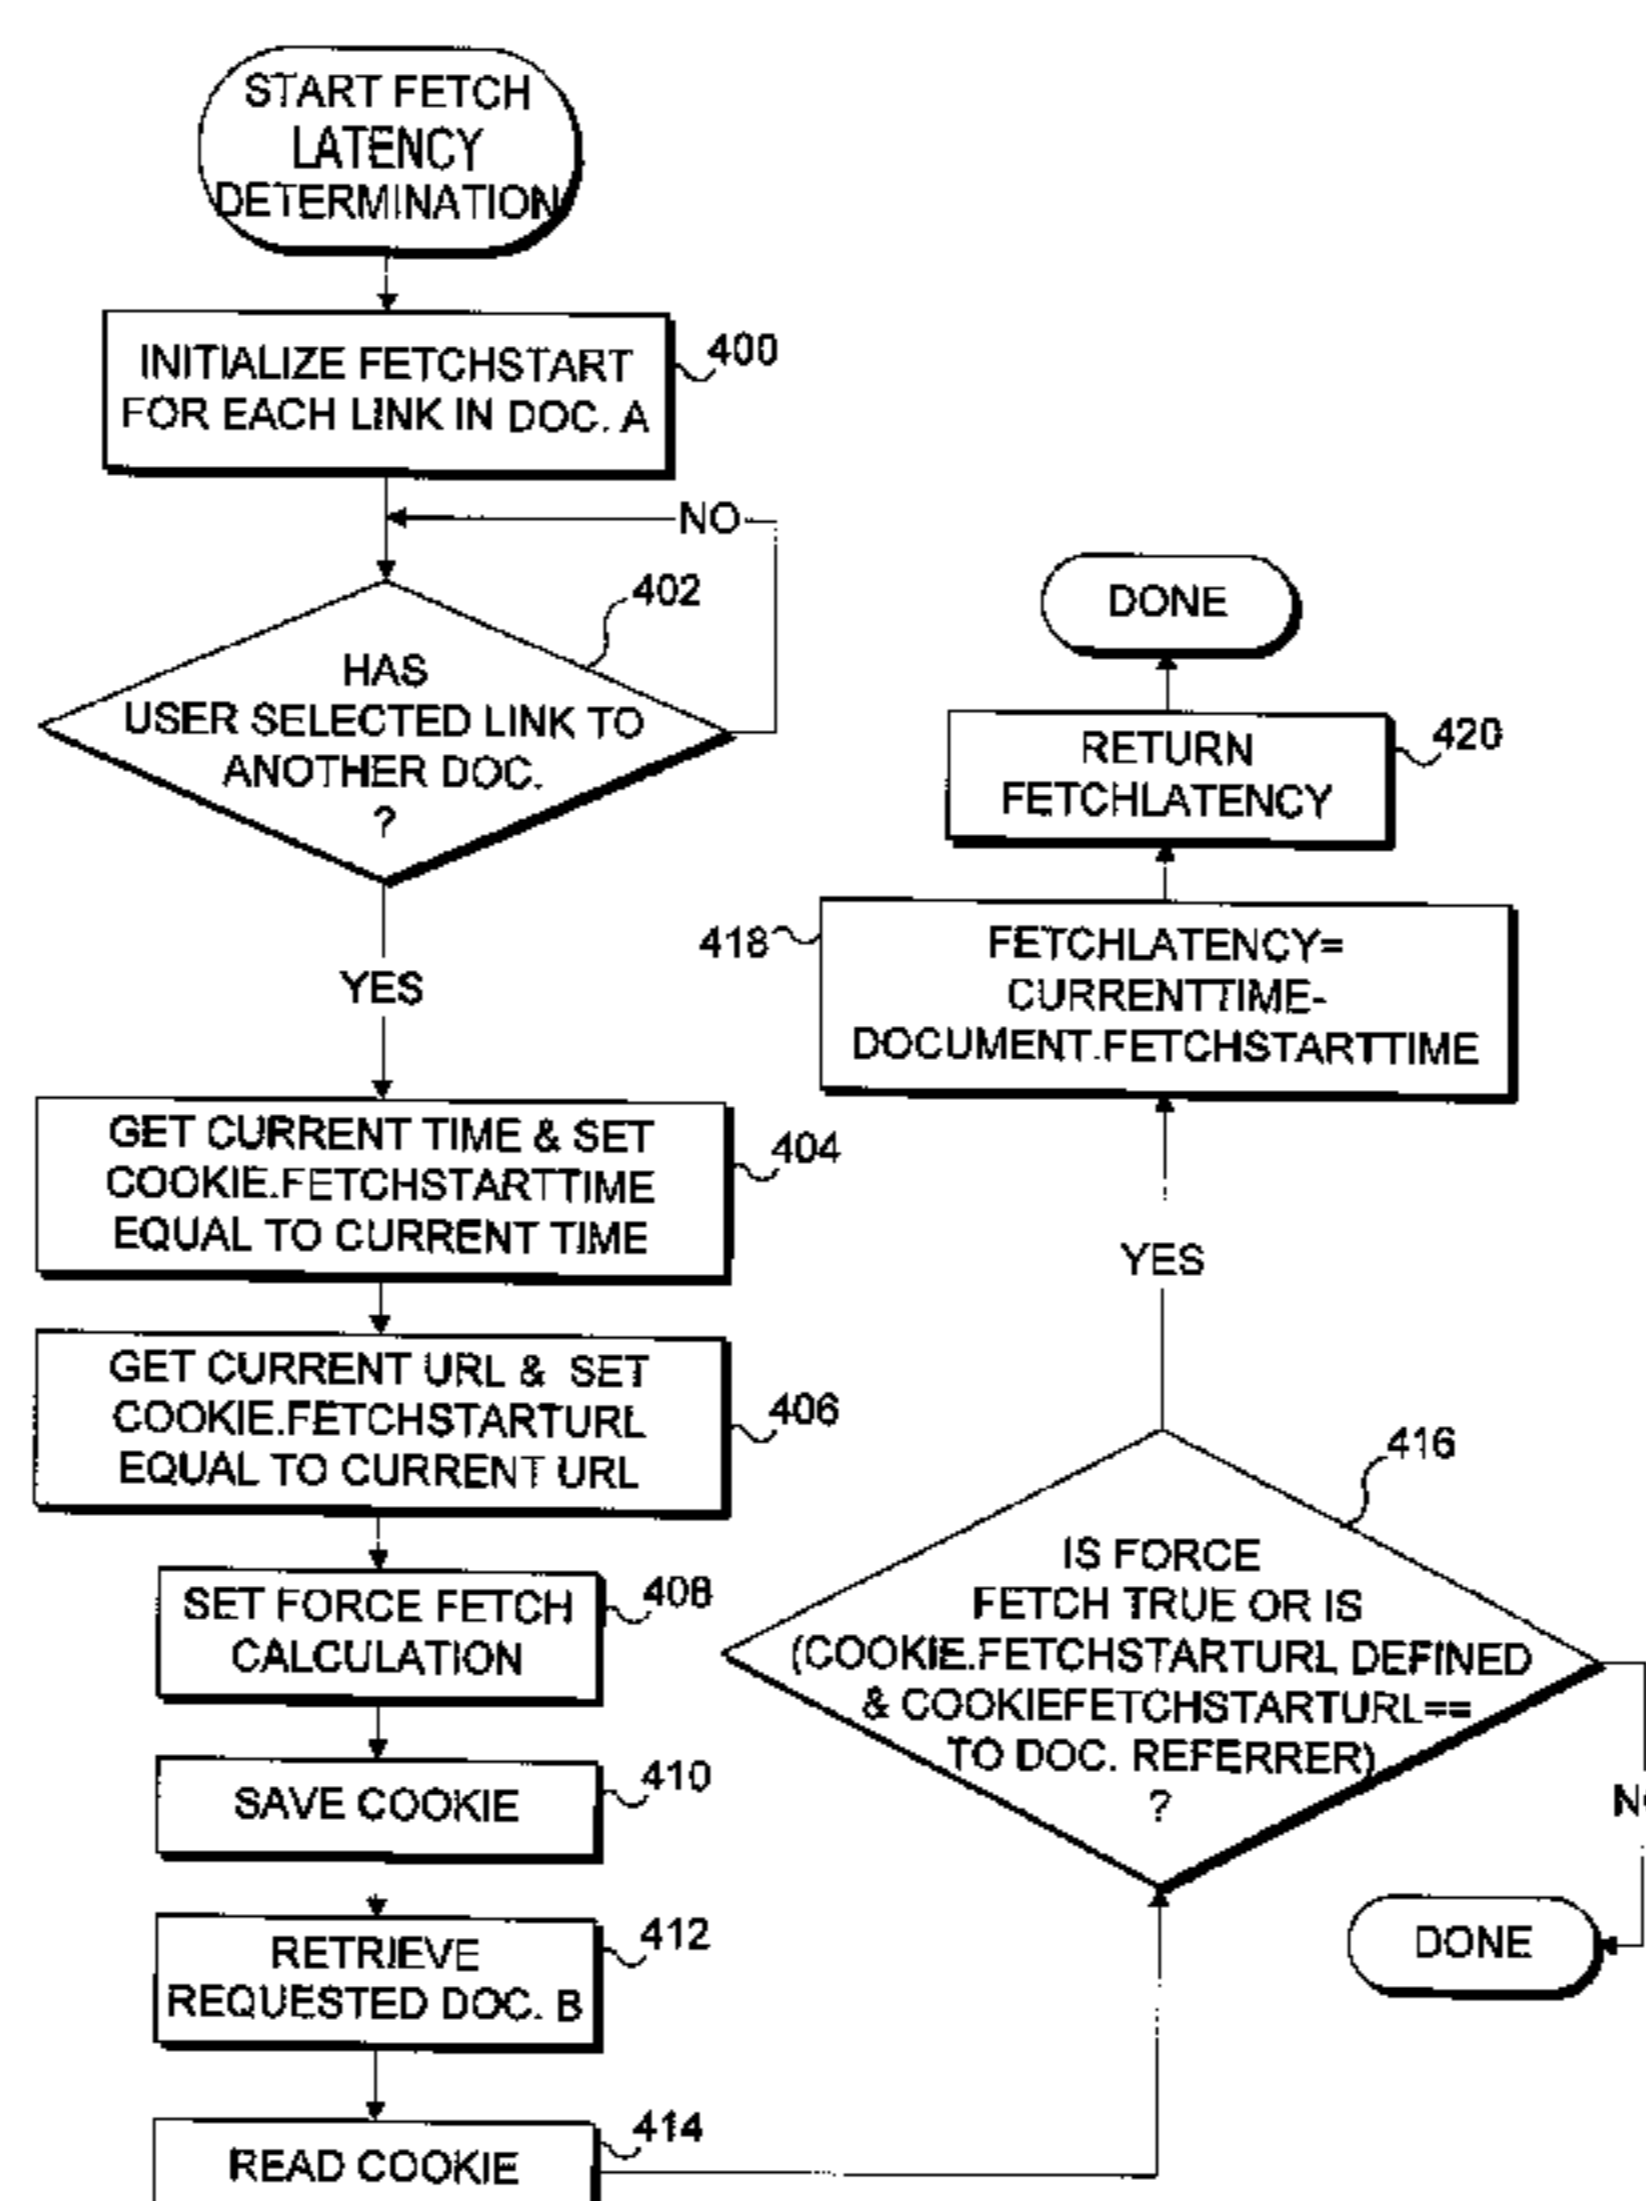 START FETCH
LATENCY
DETERMINATION
INITIALIZE FETCHSTART
FOR EACH LINK IN DOC. A
400
NO
402
HAS
USER SELECTED LINK TO
ANOTHER DOC.
?
YES
GET CURRENT TIME & SET
COOKIE.FETCHSTARTTIME
EQUAL TO CURRENT TIME
404
GET CURRENT URL & SET
COOKIE.FETCHSTARTURL
EQUAL TO CURRENT URL
406
SET FORCE FETCH
CALCULATION
408
SAVE COOKIE
410
RETRIEVE
REQUESTED DOC. B
412
READ COOKIE
414
416
IS FORCE
FETCH TRUE OR IS
(COOKIE.FETCHSTARTURL DEFINED
& COOKIEFETCHSTARTURL==
TO DOC. REFERRER)
?
YES
DONE
418
FETCHLATENCY=
CURRENTTIME-
DOCUMENT.FETCHSTARTTIME
RETURN
FETCHLATENCY
420
DONE